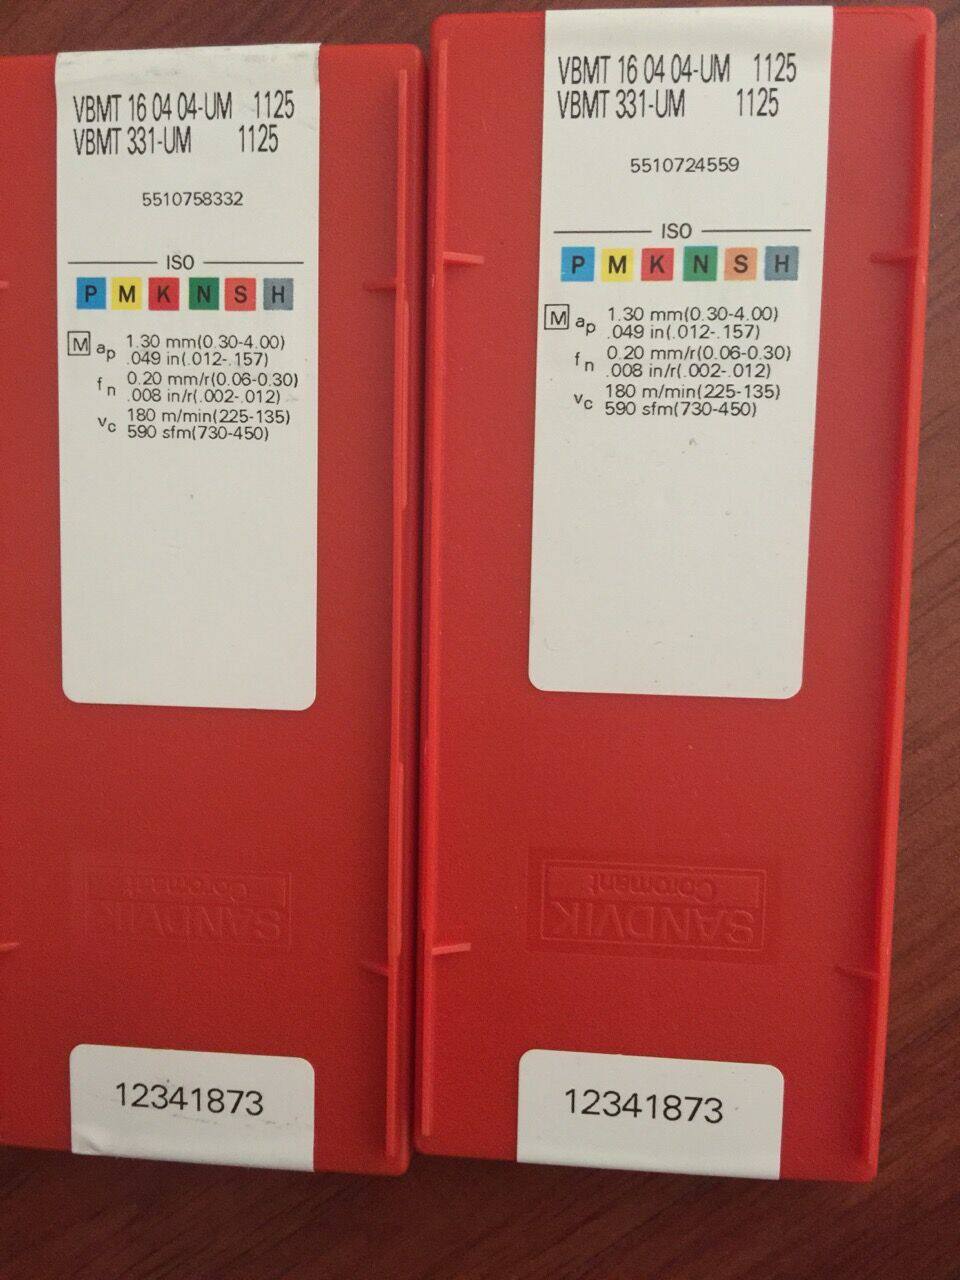 VBMT 16 04 04-UM 1125
VBMT 331-UM 1125
5510758332
ISO
P M K N S H
M ap 1.30 mm(0.30-4.00)
.049 in(.012-.157)
fn 0.20 mm/r(0.06-0.30)
.008 in/r(.002-.012)
vc 180 m/min(225-135)
590 sfm(730-450)
SANDVIK
Coromant
12341873
VBMT 16 04 04-UM 1125
VBMT 331-UM 1125
5510724559
ISO
P M K N S H
M ap 1.30 mm(0.30-4.00)
.049 in(.012-.157)
fn 0.20 mm/r(0.06-0.30)
.008 in/r(.002-.012)
vc 180 m/min(225-135)
590 sfm(730-450)
SANDVIK
Coromant
12341873